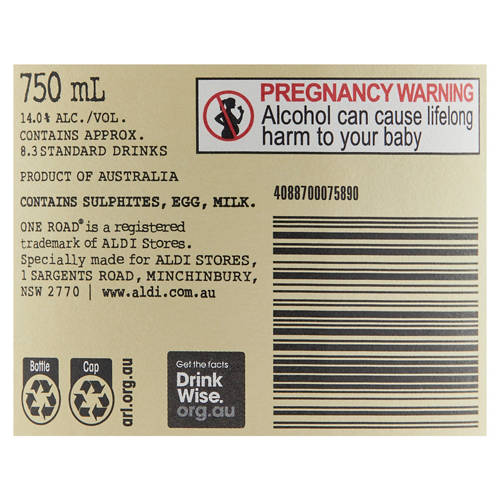 750 mL
14.0% ALC./VOL.
CONTAINS APPROX.
8.3 STANDARD DRINKS
PRODUCT OF AUSTRALIA
CONTAINS SULPHITES, EGG, MILK.
ONE ROAD® is a registered
trademark of ALDI Stores.
Specially made for ALDI STORES,
1 SARGENTS ROAD, MINCHINBURY,
NSW 2770 | www.aldi.com.au
Bottle
Cap
arl.org.au
Get the facts
Drink
Wise.
org.au
PREGNANCY WARNING
Alcohol can cause lifelong
harm to your baby
4088700075890